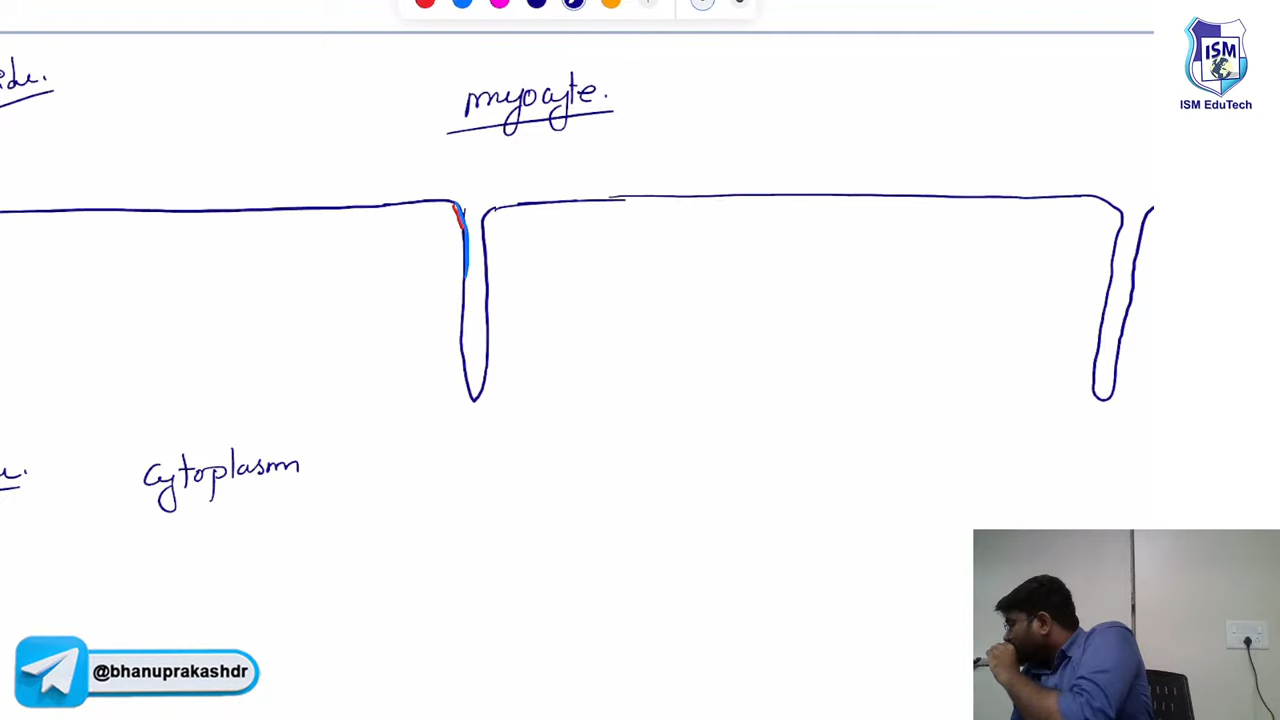 myocyte.
cytoplasm
ISM
ISM EduTech
@bhanuprakashdr